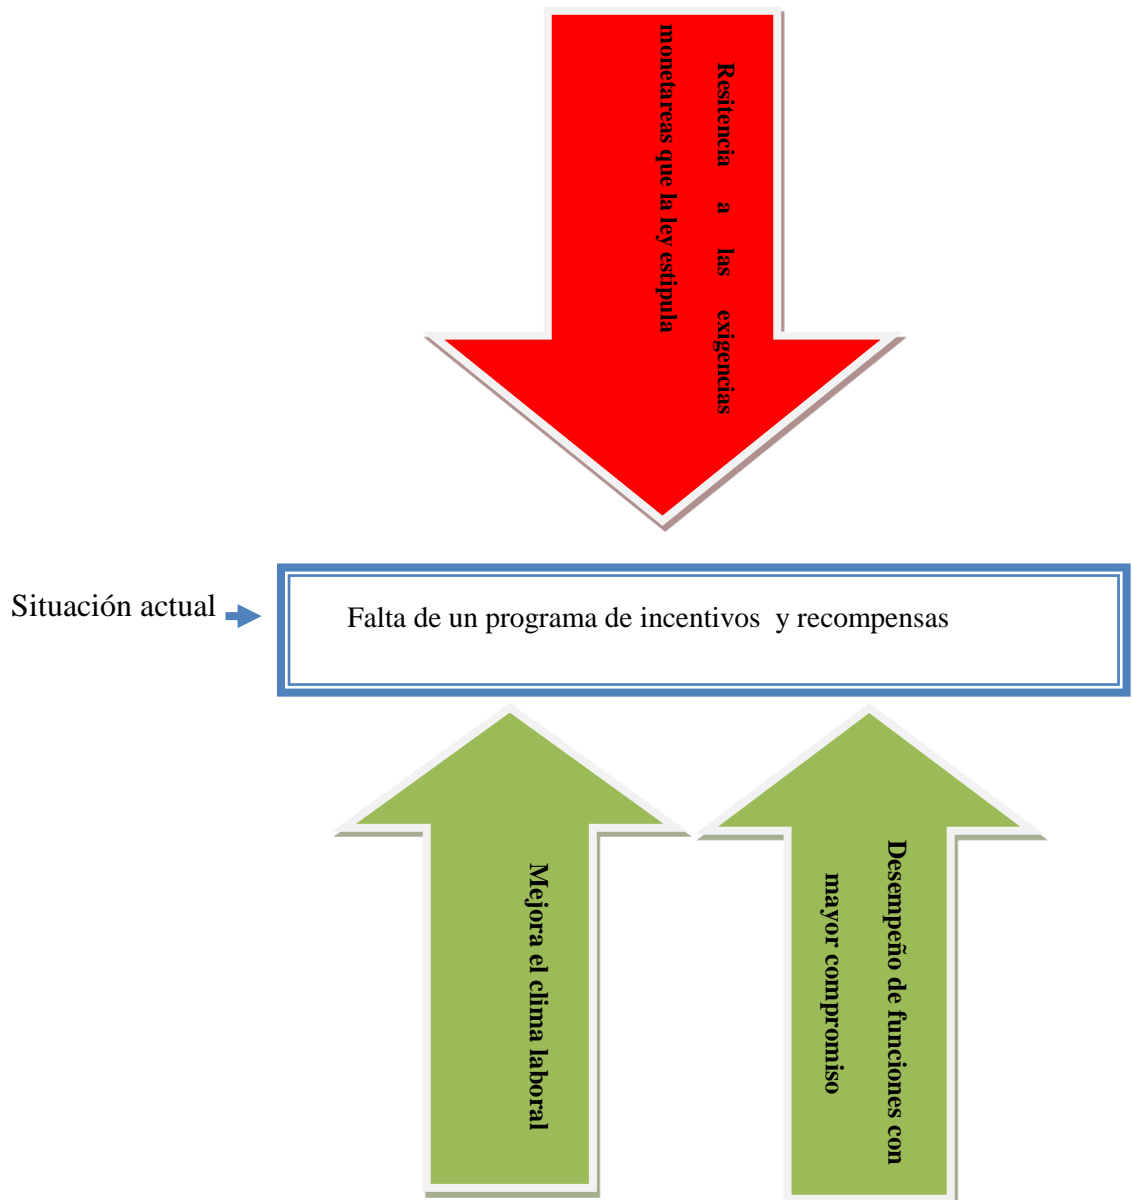 Resitencia a las exigencias
monetareas que la ley estipula
Situación actual
Falta de un programa de incentivos y recompensas
Mejora el clima laboral
Desempeño de funciones con
mayor compromiso